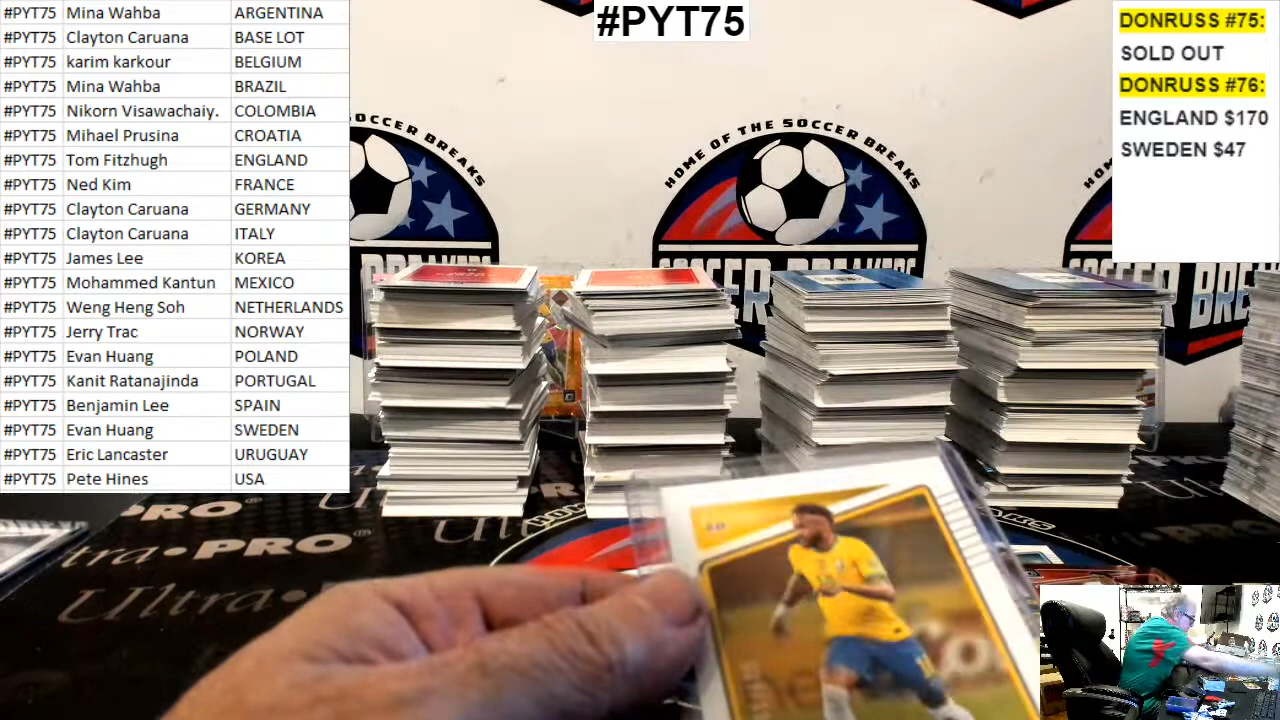 #PYT75 Mina Wahba ARGENTINA
#PYT75 Clayton Caruana BASE LOT
#PYT75 karim karkour BELGIUM
#PYT75 Mina Wahba BRAZIL
#PYT75 Nikorn Visawachaiy. COLOMBIA
#PYT75 Mihael Prusina CROATIA
#PYT75 Tom Fitzhugh ENGLAND
#PYT75 Ned Kim FRANCE
#PYT75 Clayton Caruana GERMANY
#PYT75 Clayton Caruana ITALY
#PYT75 James Lee KOREA
#PYT75 Mohammed Kantun MEXICO
#PYT75 Weng Heng Soh NETHERLANDS
#PYT75 Jerry Trac NORWAY
#PYT75 Evan Huang POLAND
#PYT75 Kanit Ratanajinda PORTUGAL
#PYT75 Benjamin Lee SPAIN
#PYT75 Evan Huang SWEDEN
#PYT75 Eric Lancaster URUGUAY
#PYT75 Pete Hines USA
#PYT75
DONRUSS #75:
SOLD OUT
DONRUSS #76:
ENGLAND $170
SWEDEN $47
SOCCER BREAKS
HOME OF THE SOCCER BREAKS
SOCCER BREAKERS
PRO
Ultra
Ultra PRO
Ultra